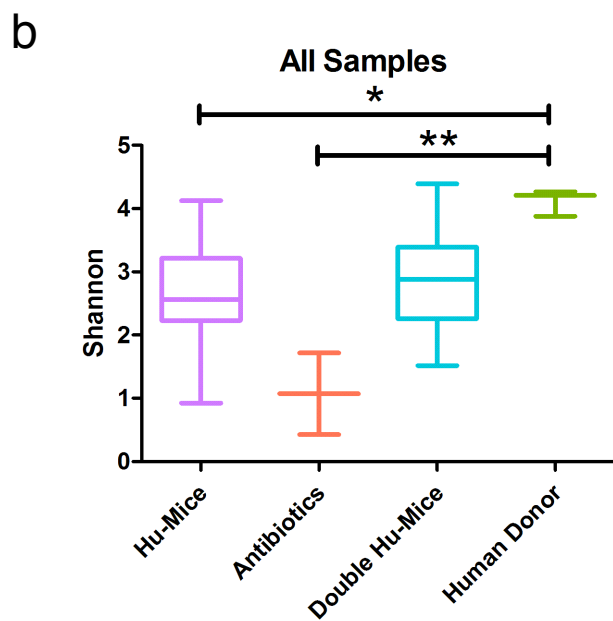 b
All Samples
*
**
Shannon
5
4
3
2
1
0
Hu-Mice
Antibiotics
Double Hu-Mice
Human Donor